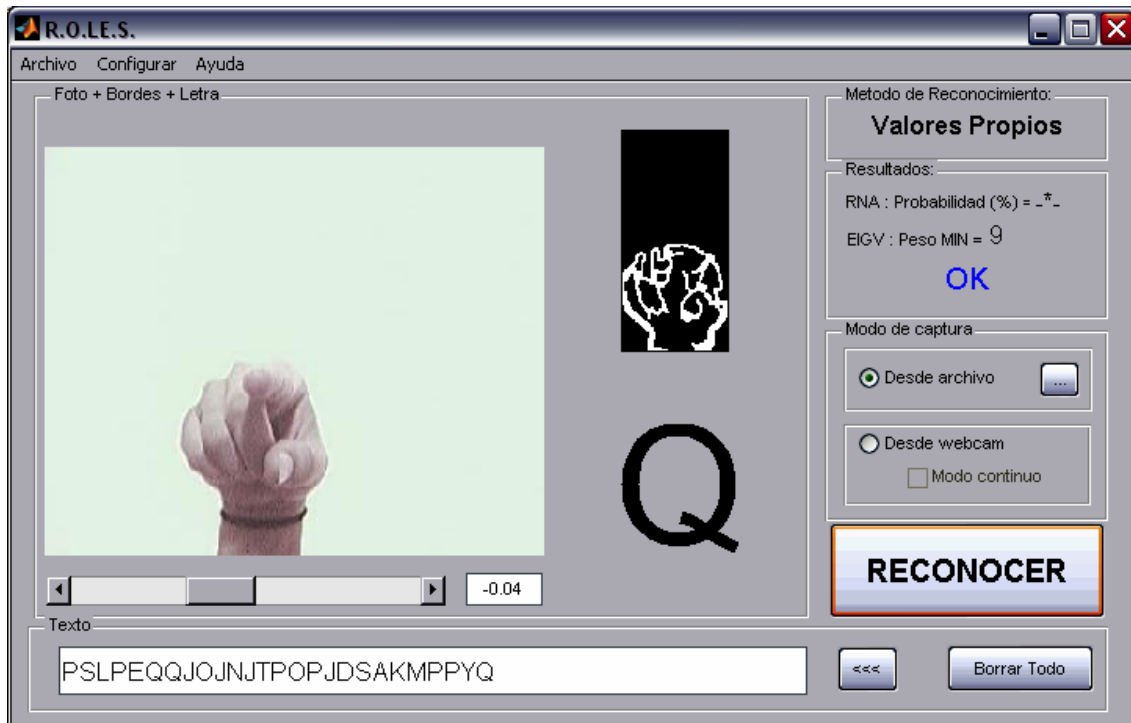 R.O.L.E.S.
Archivo Configurar Ayuda
Foto + Bordes + Letra
Q
-0.04
Metodo de Reconocimiento:
Valores Propios
Resultados:
RNA : Probabilidad (%) = -*-
EIGV : Peso MIN = 9
OK
Modo de captura
Desde archivo
...
Desde webcam
Modo continuo
RECONOCER
Texto
PSLPEQQJOJNJTPOPJDSAKMPPYQ
<<<
Borrar Todo